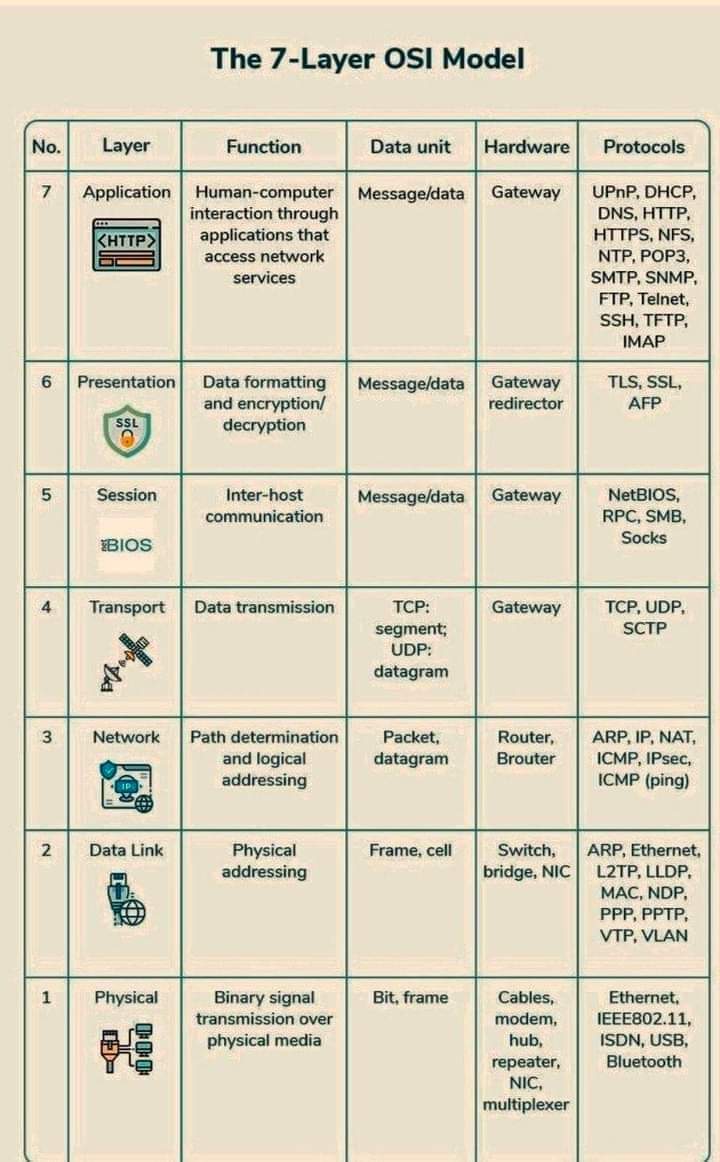 The 7-Layer OSI Model
No.
Layer
Function
Data unit
Hardware
Protocols
7
Application
<HTTP>
Human-computer
interaction through
applications that
access network
services
Message/data
Gateway
UPnP, DHCP,
DNS, HTTP,
HTTPS, NFS,
NTP, POP3,
SMTP, SNMP,
FTP, Telnet,
SSH, TFTP,
IMAP
6
Presentation
SSL
Data formatting
and encryption/
decryption
Message/data
Gateway
redirector
TLS, SSL,
AFP
5
Session
BIOS
Inter-host
communication
Message/data
Gateway
NetBIOS,
RPC, SMB,
Socks
4
Transport
Data transmission
TCP:
segment;
UDP:
datagram
Gateway
TCP, UDP,
SCTP
3
Network
IP
Path determination
and logical
addressing
Packet,
datagram
Router,
Brouter
ARP, IP, NAT,
ICMP, IPsec,
ICMP (ping)
2
Data Link
Physical
addressing
Frame, cell
Switch,
bridge, NIC
ARP, Ethernet,
L2TP, LLDP,
MAC, NDP,
PPP, PPTP,
VTP, VLAN
1
Physical
Binary signal
transmission over
physical media
Bit, frame
Cables,
modem,
hub,
repeater,
NIC,
multiplexer
Ethernet,
IEEE802.11,
ISDN, USB,
Bluetooth